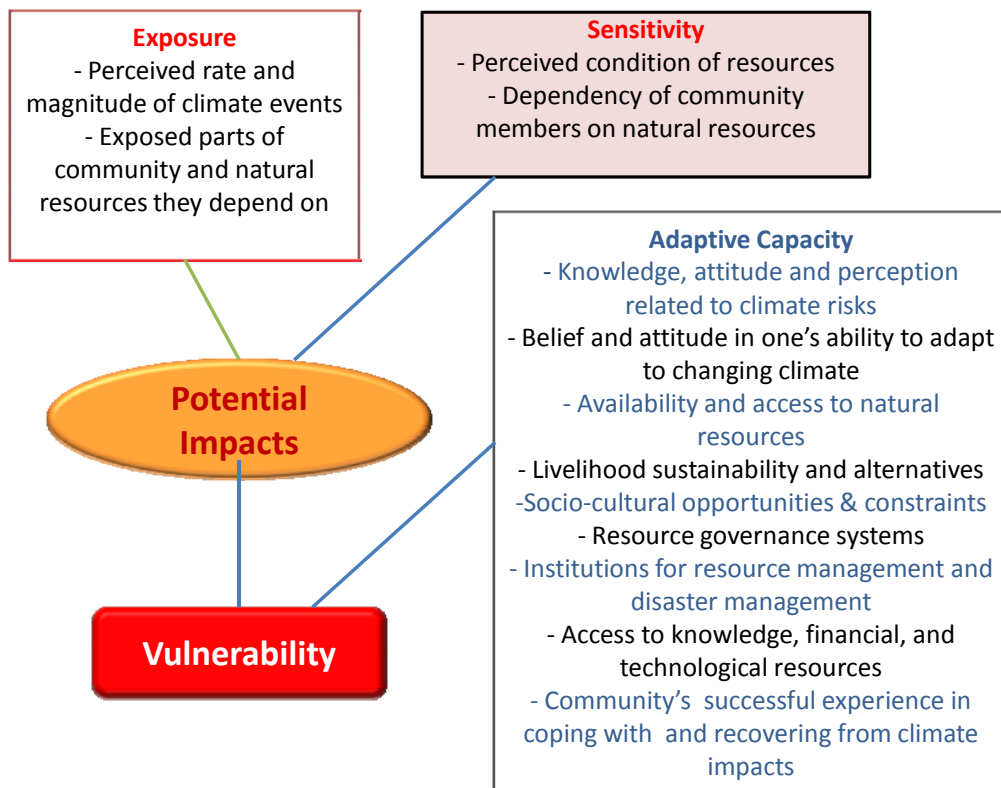 Exposure
- Perceived rate and
magnitude of climate events
- Exposed parts of
community and natural
resources they depend on
Sensitivity
- Perceived condition of resources
- Dependency of community
members on natural resources
Adaptive Capacity
- Knowledge, attitude and perception
related to climate risks
- Belief and attitude in one’s ability to adapt
to changing climate
- Availability and access to natural
resources
- Livelihood sustainability and alternatives
-Socio-cultural opportunities & constraints
- Resource governance systems
- Institutions for resource management and
disaster management
- Access to knowledge, financial, and
technological resources
- Community’s  successful experience in
coping with  and recovering from climate
impacts
Potential
Impacts
Vulnerability